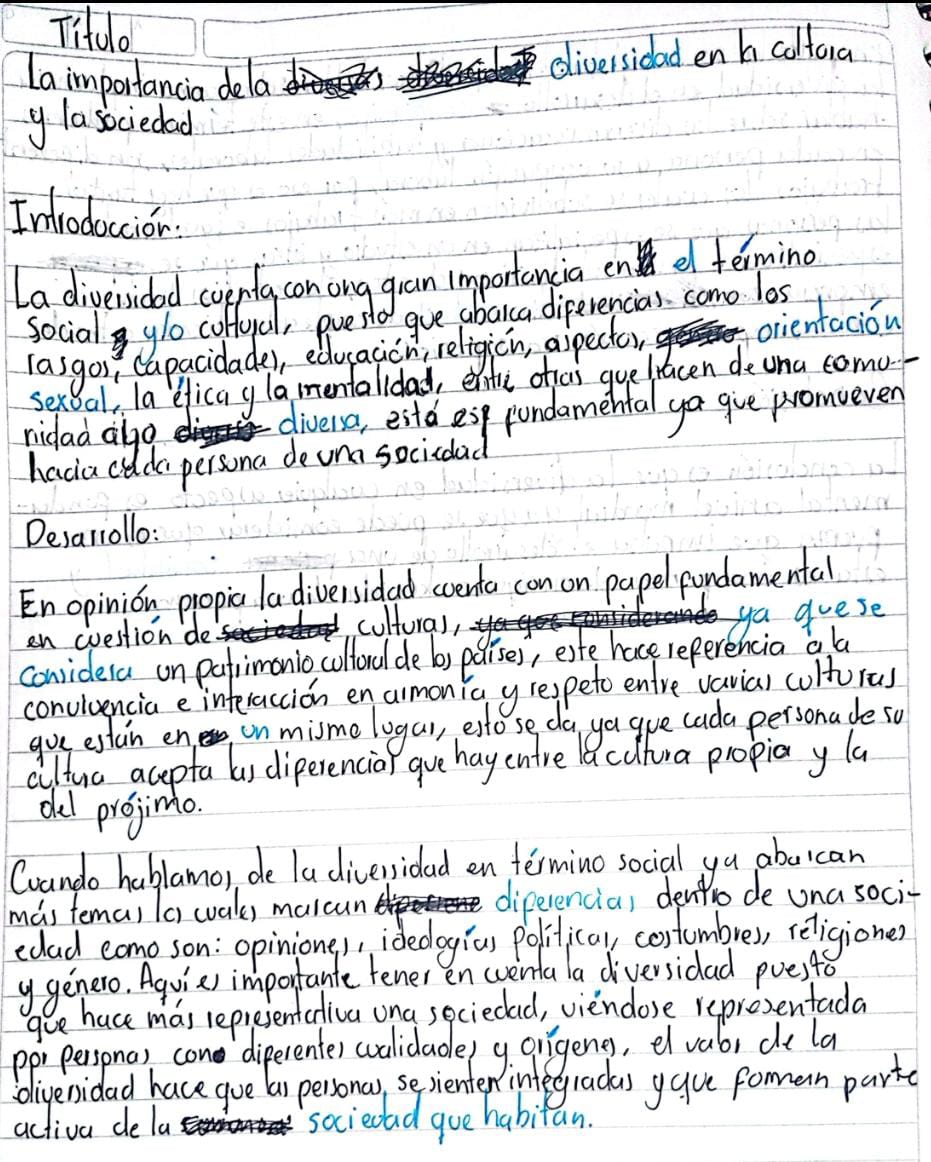 Título
La importancia de la diversidad en la cultura
y la sociedad
Introducción:
La diversidad cuenta con una gran importancia en el término
social y/o cultural, puesto que abarca diferencias como los
rasgos, capacidades, educación, religión, aspectos, orientación
sexual, la ética y la mentalidad, entre otras que hacen de una comu-
nidad algo diversa, está es fundamental ya que promueven
hacia cada persona de una sociedad
Desarrollo:
En opinión propia la diversidad cuenta con un papel fundamental
en cuestión de culturas, ya que se
considera un patrimonio cultural de los países, este hace referencia a la
convivencia e interacción en armonía y respeto entre varias culturas
que están en un mismo lugar, esto se da ya que cada persona de su
cultura acepta las diferencias que hay entre la cultura propia y la
del prójimo.
Cuando hablamos de la diversidad en término social ya abarcan
más temas los cuales marcan diferencias dentro de una soci-
edad como son: opiniones, ideologías políticas, costumbres, religiones
y género. Aquí es importante tener en cuenta la diversidad puesto
que hace más representativa una sociedad, viéndose representada
por personas con diferentes cualidades y orígenes, el valor de la
diversidad hace que las personas se sienten integradas y que formen parte
activa de la sociedad que habitan.